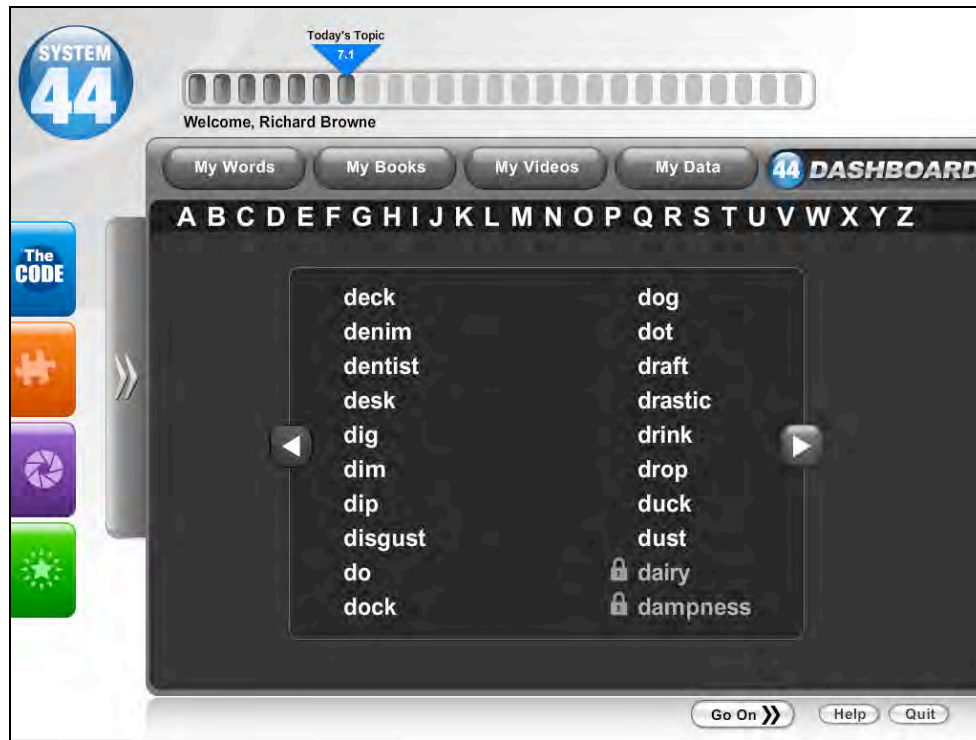 SYSTEM
44
Today's Topic
7.1
Welcome, Richard Browne
My Words My Books My Videos My Data 44 DASHBOARD
A B C D E F G H I J K L M N O P Q R S T U V W X Y Z
The
CODE
deck
denim
dentist
desk
dig
dim
dip
disgust
do
dock
dog
dot
draft
drastic
drink
drop
duck
dust
dairy
dampness
Go On Help Quit